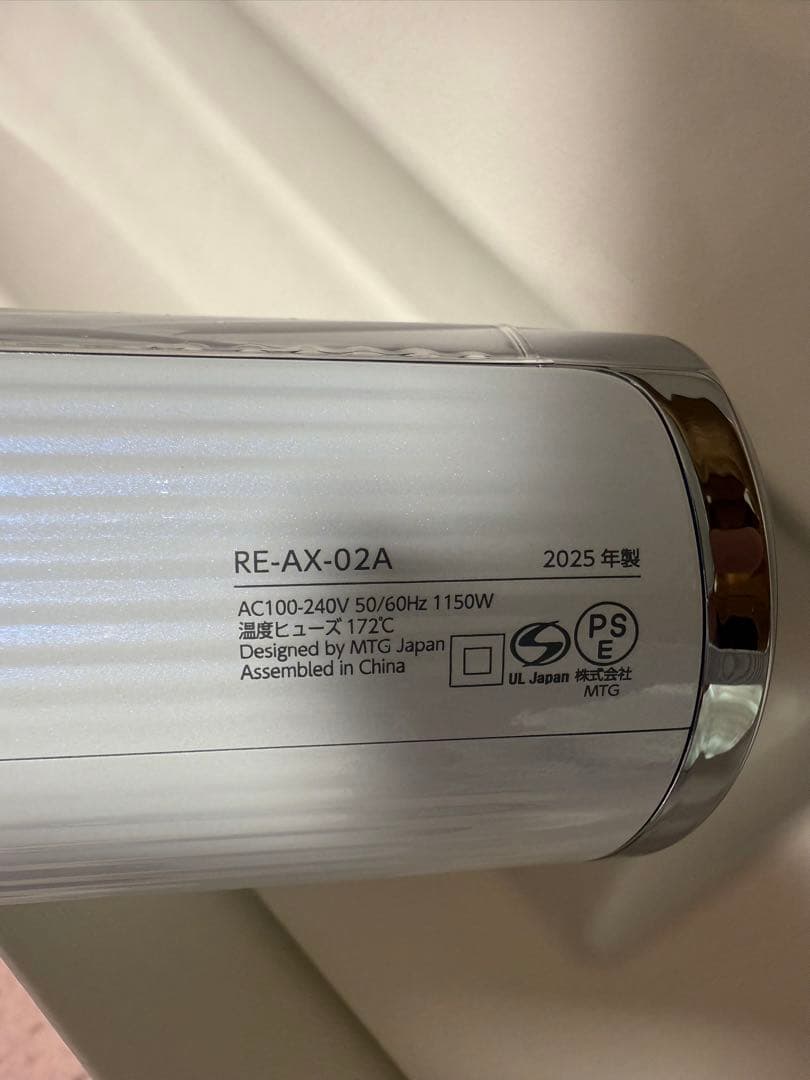 RE-AX-02A 2025 年製
AC100-240V 50/60Hz 1150W
温度ヒューズ 172℃
Designed by MTG Japan
Assembled in China
UL Japan
PS
E
株式会社
MTG